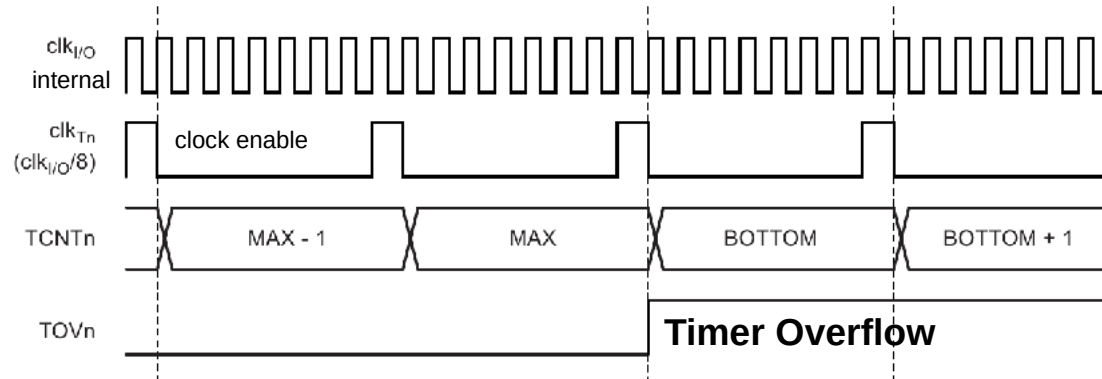 clkI/O
internal
clkTn
(clkI/O/8)
clock enable
TCNTn
MAX - 1
MAX
BOTTOM
BOTTOM + 1
TOVn
Timer Overflow